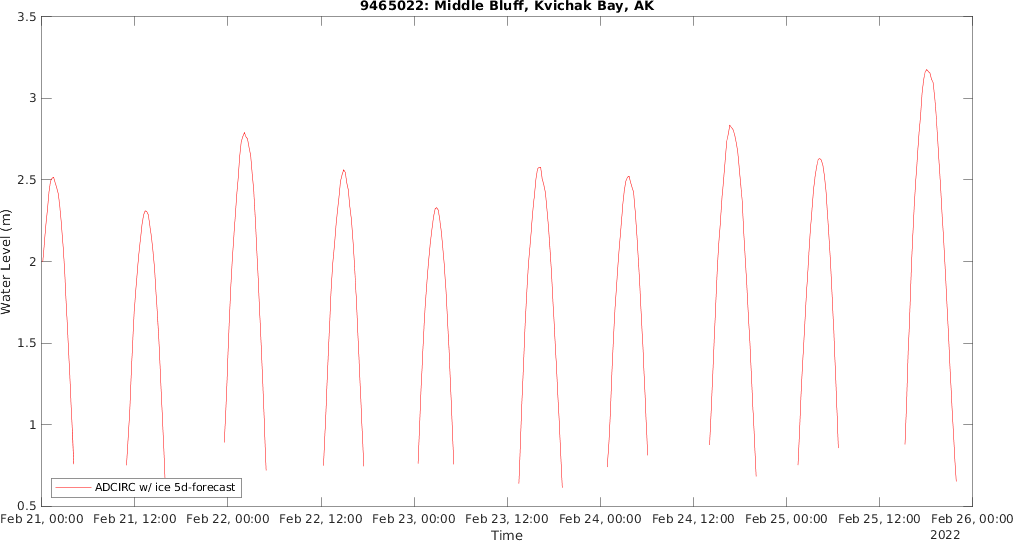 9465022: Middle Bluff, Kvichak Bay, AK
3.5
3
2.5
2
1.5
1
0.5
Water Level (m)
ADCIRC w/ ice 5d-forecast
Feb 21, 00:00 Feb 21, 12:00 Feb 22, 00:00 Feb 22, 12:00 Feb 23, 00:00 Feb 23, 12:00 Feb 24, 00:00 Feb 24, 12:00 Feb 25, 00:00 Feb 25, 12:00 Feb 26, 00:00
2022
Time